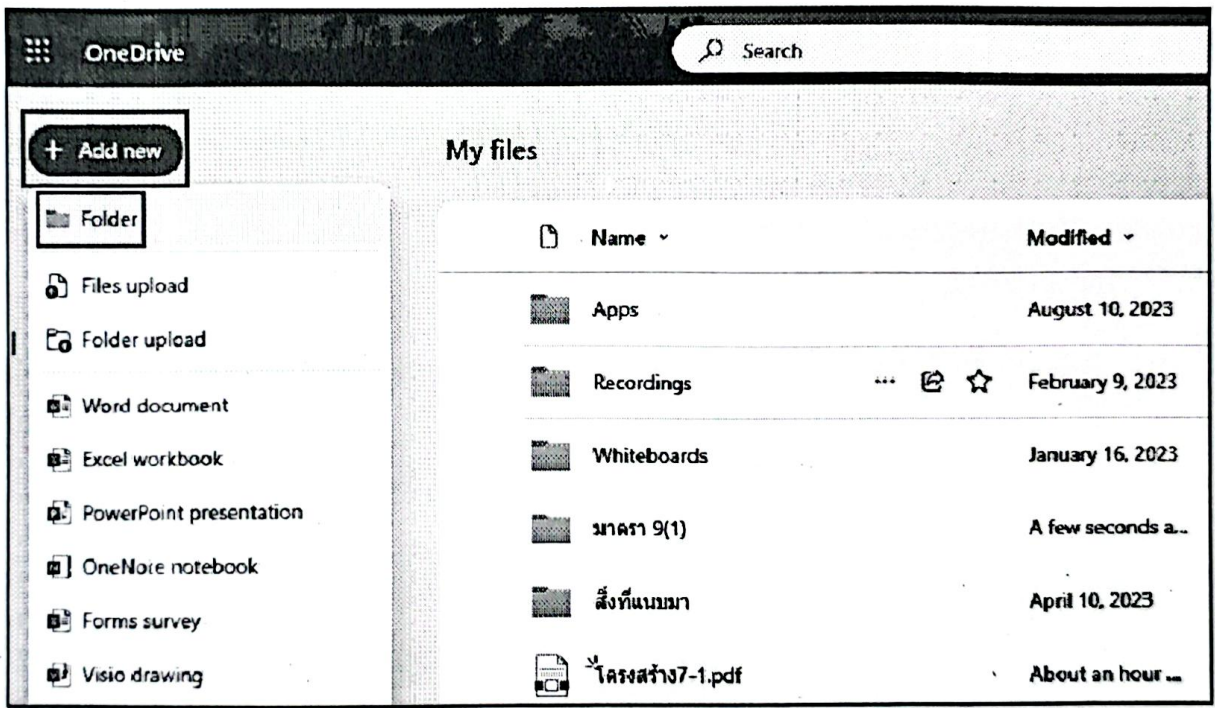 OneDrive
Search
+ Add new
Folder
Files upload
Folder upload
Word document
Excel workbook
PowerPoint presentation
OneNote notebook
Forms survey
Visio drawing
My files
Name
Modified
Apps
August 10, 2023
Recordings
February 9, 2023
Whiteboards
January 16, 2023
มาตรา 9(1)
A few seconds a...
สิ่งที่แนบมา
April 10, 2023
โครงสร้าง7-1.pdf
About an hour ...